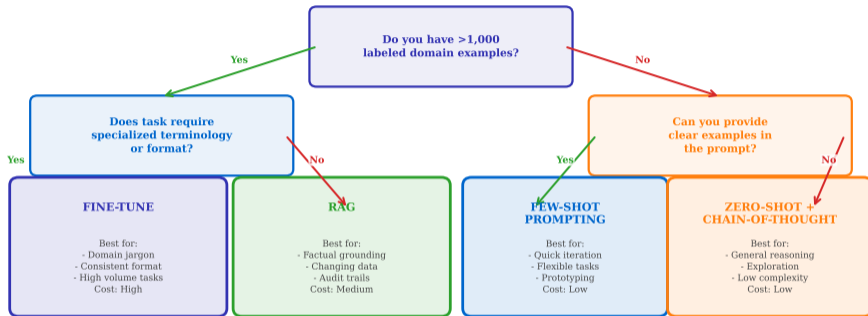 Do you have >1,000
labeled domain examples?
Yes
No
Does task require
specialized terminology
or format?
Can you provide
clear examples in
the prompt?
Yes
No
Yes
No
FINE-TUNE
Best for:
- Domain jargon
- Consistent format
- High volume tasks
Cost: High
RAG
Best for:
- Factual grounding
- Changing data
- Audit trails
Cost: Medium
FEW-SHOT
PROMPTING
Best for:
- Quick iteration
- Flexible tasks
- Prototyping
Cost: Low
ZERO-SHOT +
CHAIN-OF-THOUGHT
Best for:
- General reasoning
- Exploration
- Low complexity
Cost: Low